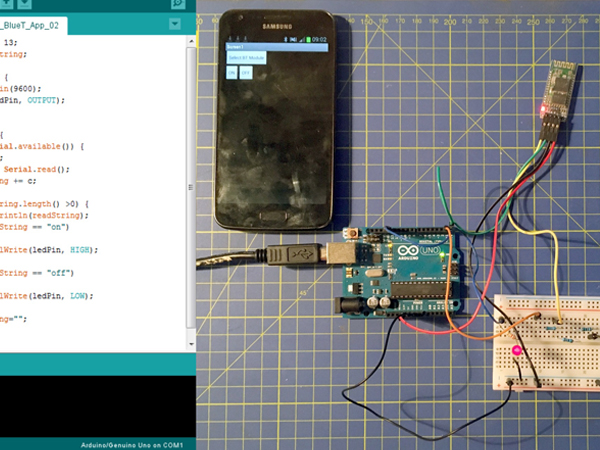 _BlueT_App_02
13;
tring;
{
in(9600);
edPin, OUTPUT);
{
ial.available()) {
;
Serial.read();
ng += c;
ring.length() >0) {
rintln(readString);
String == "on")
lWrite(ledPin, HIGH);
String == "off")
lWrite(ledPin, LOW);
ng="";
Arduino/Genuino Uno on COM1
09:02
Screen1
Select BT Module
ON OFF
UNO
ARDUINO